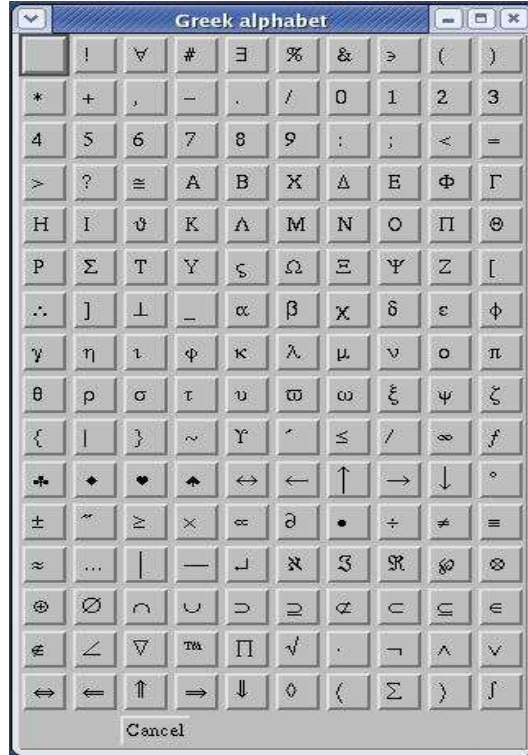 Greek alphabet
! ∀ # ∃ % & ∍ ( )
* + , − . / 0 1 2 3
4 5 6 7 8 9 : ; < =
> ? ≅ Α Β Χ Δ Ε Φ Γ
Η Ι ϑ Κ Λ Μ Ν Ο Π Θ
Ρ Σ Τ Υ ς Ω Ξ Ψ Ζ [
∴ ] ⊥ _ α β χ δ ε ϕ
γ η ι φ κ λ μ ν ο π
θ ρ σ τ υ ϖ ω ξ ψ ζ
{ | } ~ ϒ ′ ≤ / ∞ ƒ
♣ ♦ ♥ ♠ ↔ ← ↑ → ↓ °
± ″ ≥ × ∝ ∂ • ÷ ≠ ≡
≈ … | — ↵ ℵ ℑ ℜ ℘ ⊗
⊕ ∅ ∩ ∪ ⊃ ⊇ ⊄ ⊂ ⊆ ∈
∉ ∠ ∇ ™ ∏ √ ⋅ ¬ ∧ ∨
⇔ ⇐ ⇑ ⇒ ⇓ ◊ 〈 Σ 〉 ∫
Cancel